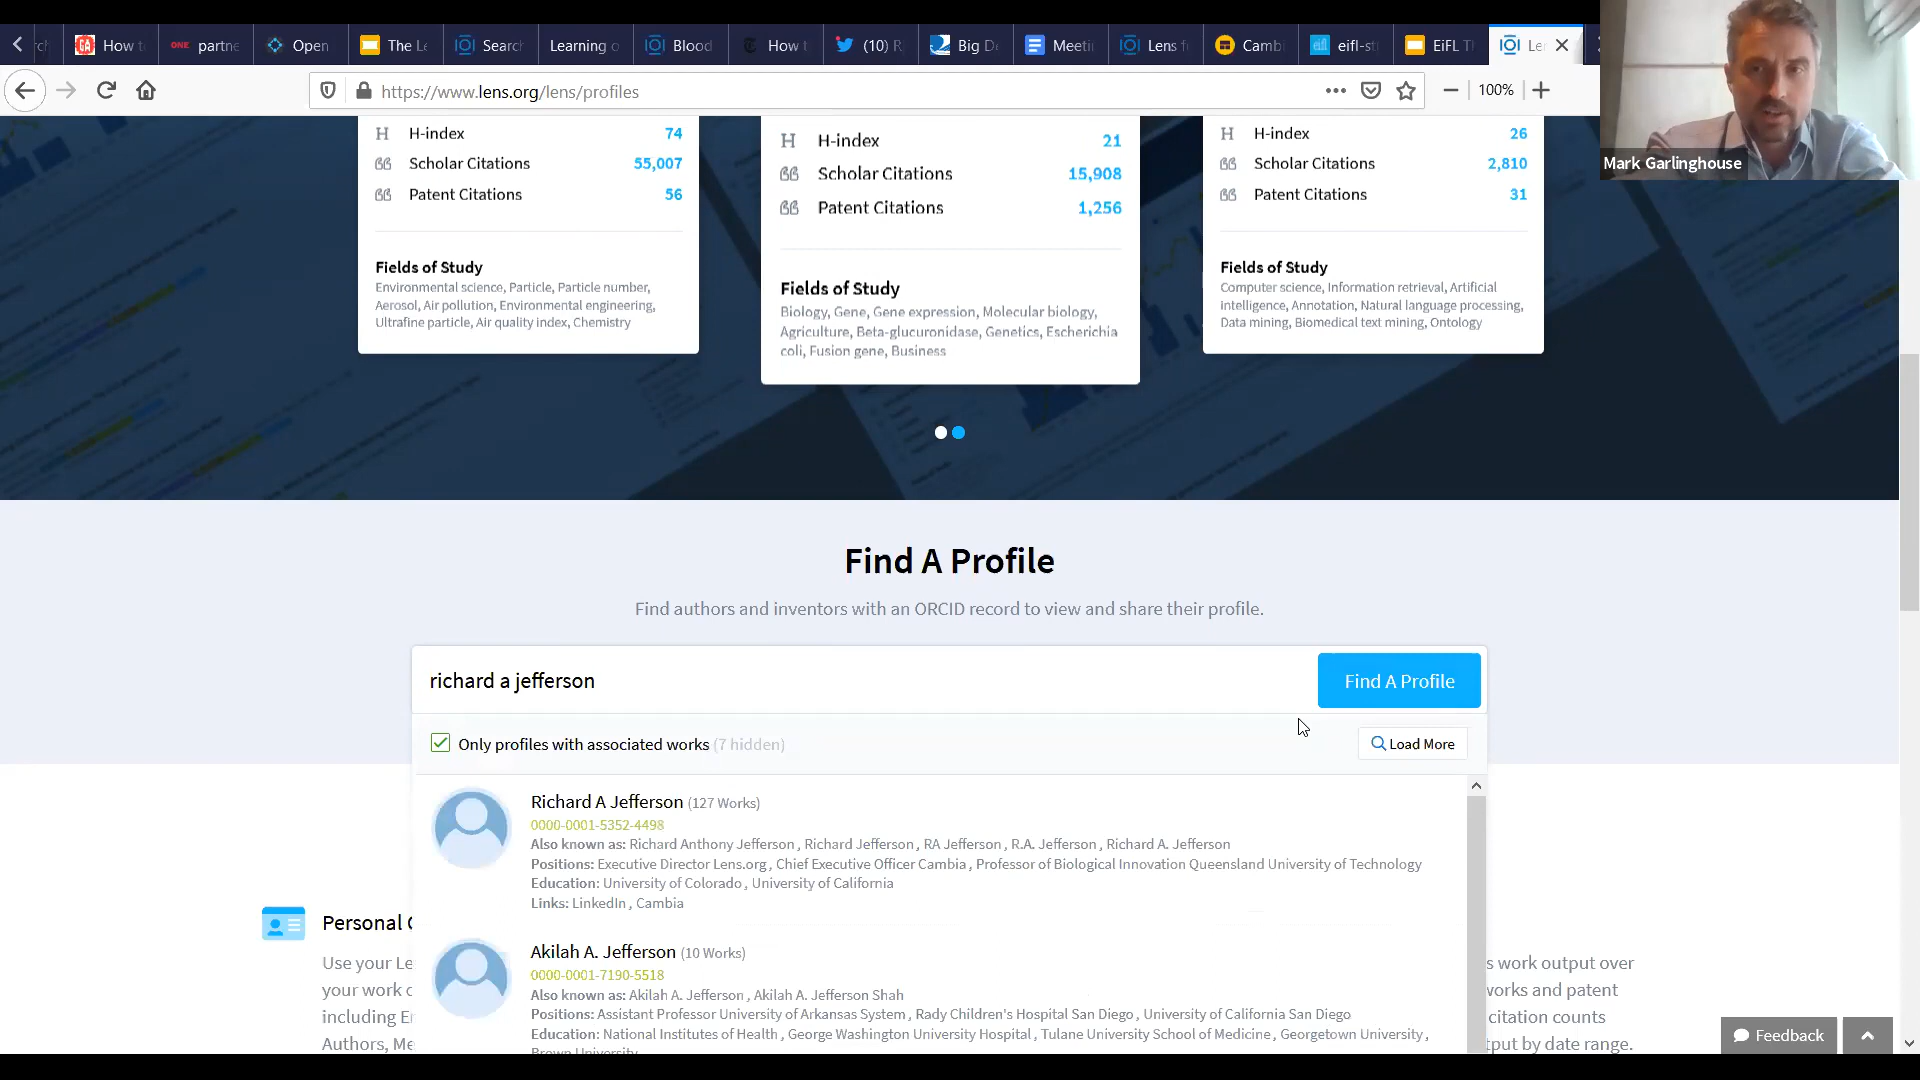 How t
ONE partne
Open
The Le
Search
Learning o
Blood
How t
(10) R
Big D
Meeti
Lens f
Cambi
eifl eifl-st
EiFL T
Le
https://www.lens.org/lens/profiles
100%
Mark Garlinghouse
H-index 74
Scholar Citations 55,007
Patent Citations 56
Fields of Study
Environmental science, Particle, Particle number,
Aerosol, Air pollution, Environmental engineering,
Ultrafine particle, Air quality index, Chemistry
H-index 21
Scholar Citations 15,908
Patent Citations 1,256
Fields of Study
Biology, Gene, Gene expression, Molecular biology,
Agriculture, Beta-glucuronidase, Genetics, Escherichia
coli, Fusion gene, Business
H-index 26
Scholar Citations 2,810
Patent Citations 31
Fields of Study
Computer science, Information retrieval, Artificial
intelligence, Annotation, Natural language processing,
Data mining, Biomedical text mining, Ontology
Find A Profile
Find authors and inventors with an ORCID record to view and share their profile.
richard a jefferson
Find A Profile
Only profiles with associated works (7 hidden)
Load More
Richard A Jefferson (127 Works)
0000-0001-5352-4498
Also known as: Richard Anthony Jefferson , Richard Jefferson , RA Jefferson , R.A. Jefferson , Richard A. Jefferson
Positions: Executive Director Lens.org , Chief Executive Officer Cambia , Professor of Biological Innovation Queensland University of Technology
Education: University of Colorado , University of California
Links: LinkedIn , Cambia
Akilah A. Jefferson (10 Works)
0000-0001-7190-5518
Also known as: Akilah A. Jefferson , Akilah A. Jefferson Shah
Positions: Assistant Professor University of Arkansas System , Rady Children's Hospital San Diego , University of California San Diego
Education: National Institutes of Health , George Washington University Hospital , Tulane University School of Medicine , Georgetown University ,
Brown University
Personal
Use your Le
your work
including
Authors, Me
s work output over
works and patent
citation counts
tput by date range.
Feedback